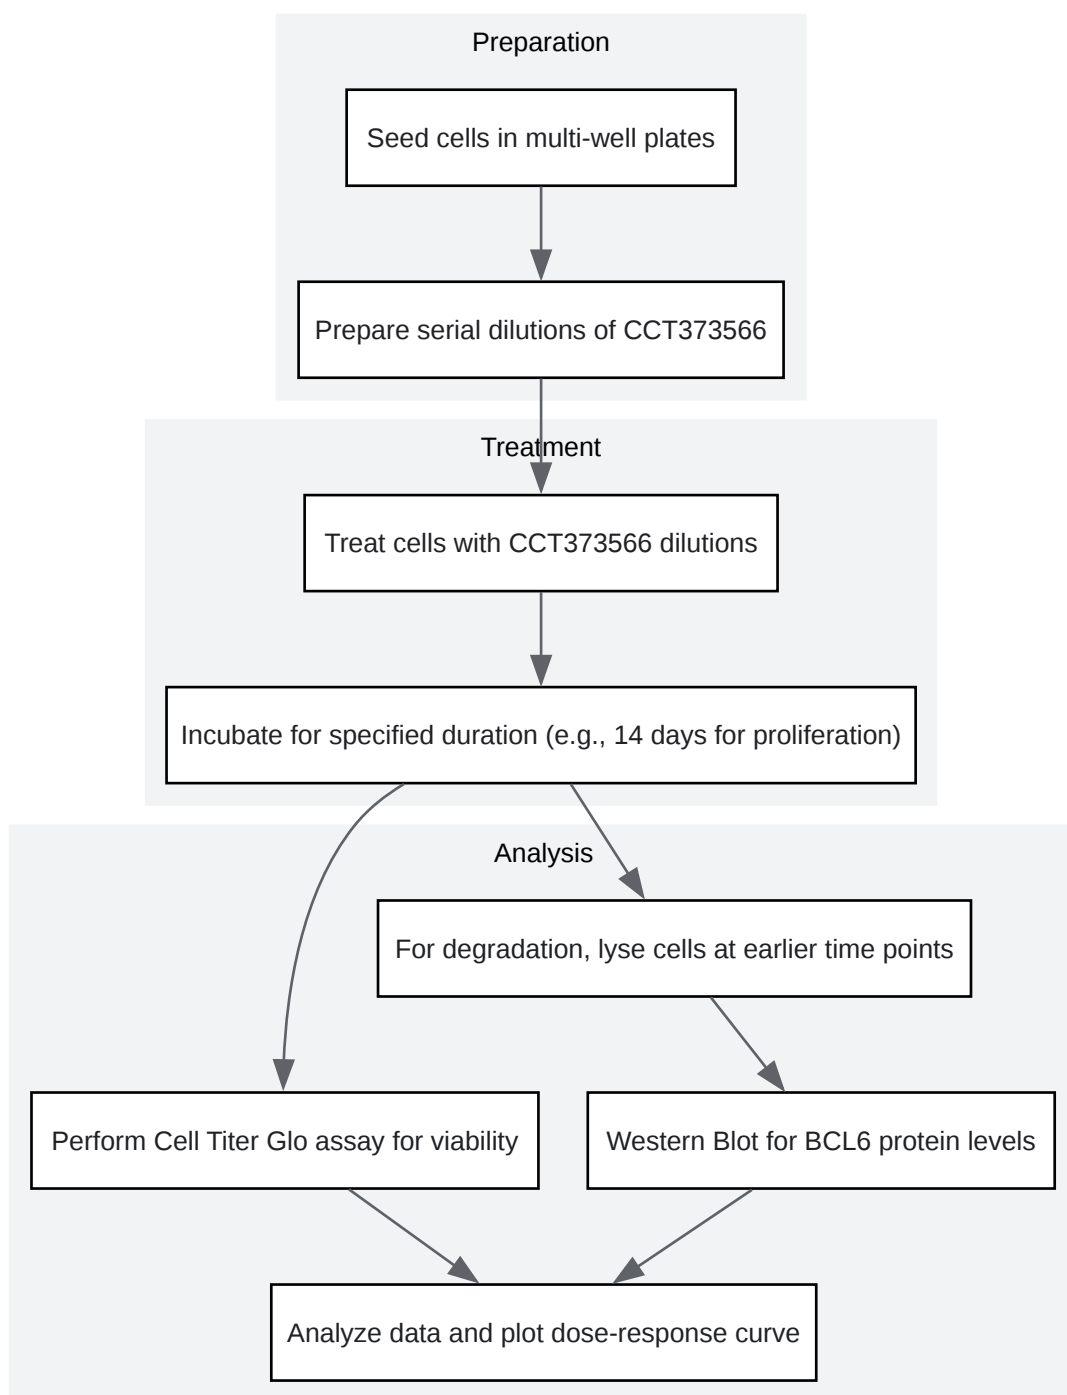 Preparation
Seed cells in multi-well plates
Prepare serial dilutions of CCT373566
Treatment
Treat cells with CCT373566 dilutions
Incubate for specified duration (e.g., 14 days for proliferation)
Analysis
For degradation, lyse cells at earlier time points
Perform Cell Titer Glo assay for viability
Western Blot for BCL6 protein levels
Analyze data and plot dose-response curve